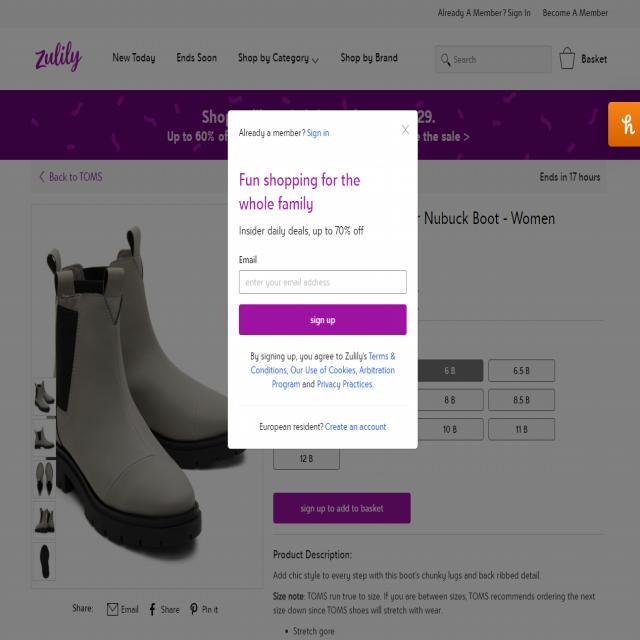 Already A Member? Sign In Become A Member
zulily New Today Ends Soon Shop by Category Shop by Brand Search Basket
Shop 29.
Up to 60% of e the sale >
h
Back to TOMS Ends in 17 hours
r Nubuck Boot - Women
Already a member? Sign in X
Fun shopping for the
whole family
Insider daily deals, up to 70% off
Email
enter your email address
sign up
By signing up, you agree to Zulily's Terms &
Conditions, Our Use of Cookies, Arbitration
Program and Privacy Practices.
European resident? Create an account
6 B 6.5 B
8 B 8.5 B
10 B 11 B
12 B
sign up to add to basket
Product Description:
Add chic style to every step with this boot's chunky lugs and back ribbed detail.
Size note: TOMS run true to size. If you are between sizes, TOMS recommends ordering the next
size down since TOMS shoes will stretch with wear.
• Stretch gore
Share: Email Share Pin it